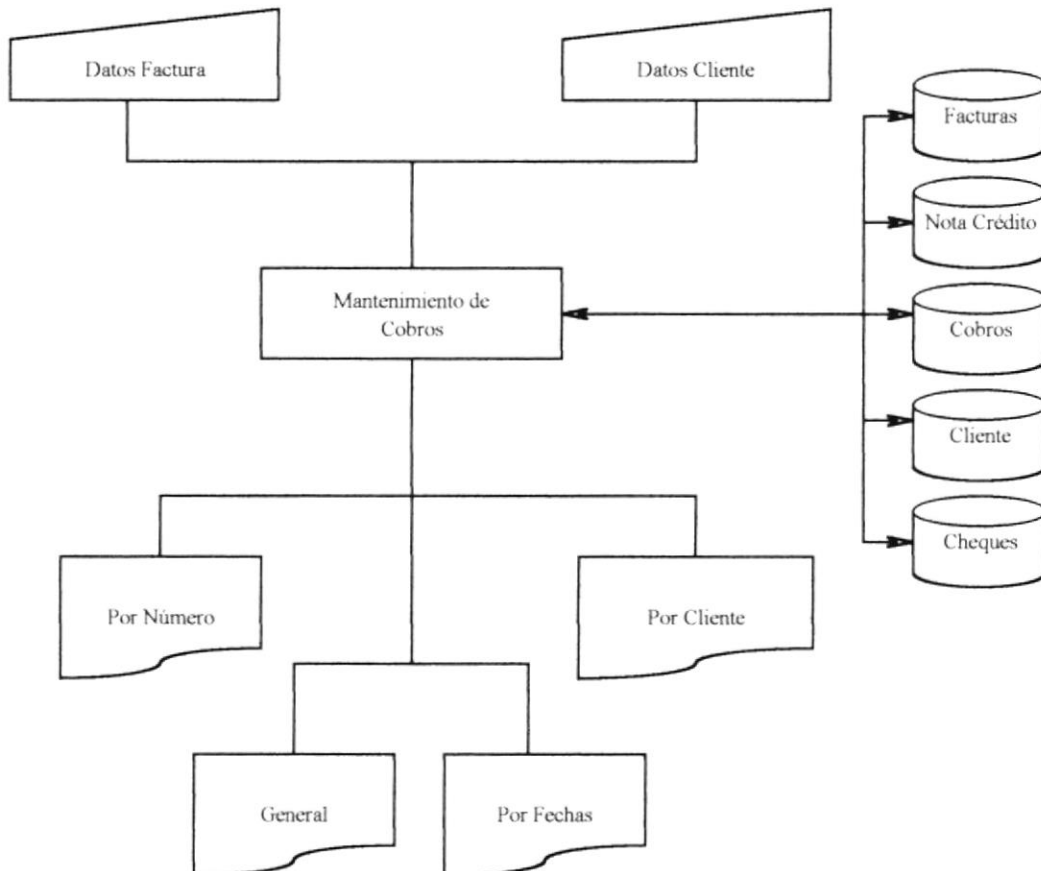 Datos Factura
Datos Cliente
Facturas
Nota Crédito
Mantenimiento de
Cobros
Cobros
Cliente
Cheques
Por Número
Por Cliente
General
Por Fechas